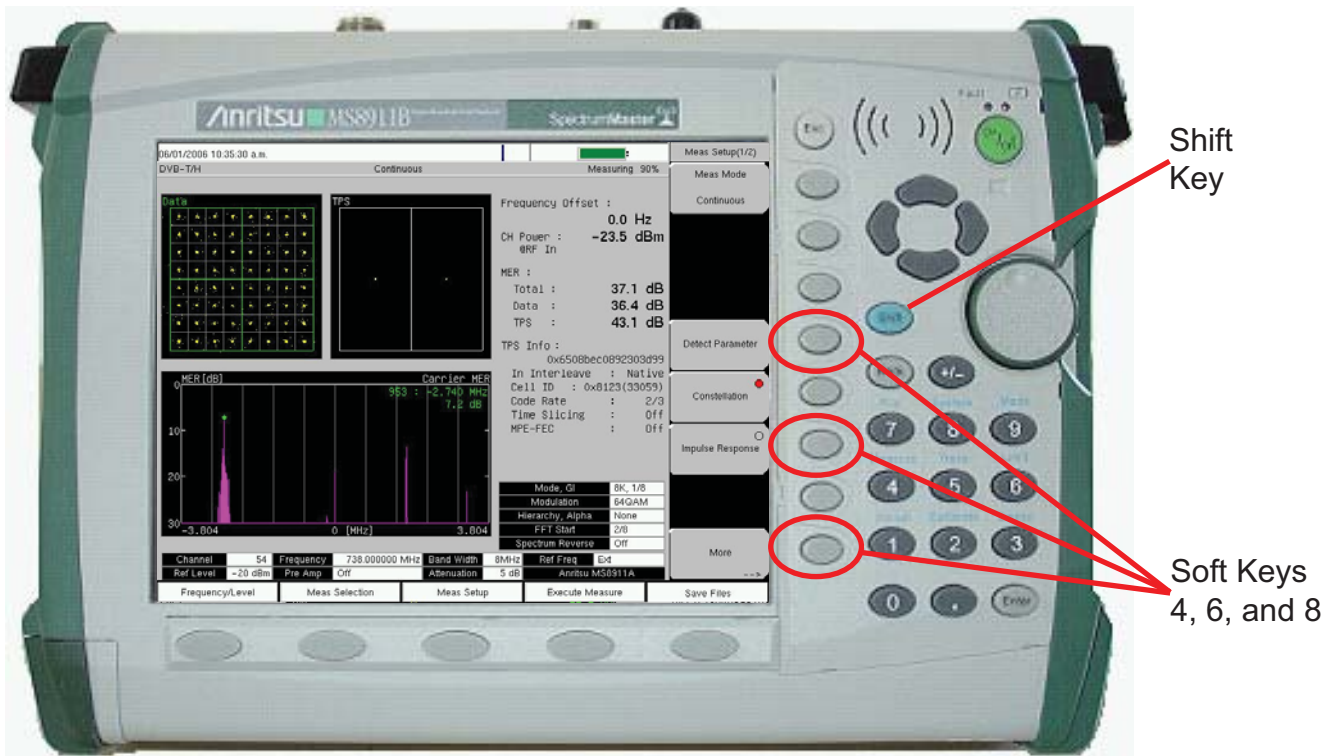 Anritsu MS8911B
SpectrumMaster
06/01/2006 10:35:30 a.m.
Meas Setup(1/2)
DVB-T/H Continuous Measuring 90%
Meas Mode
Continuous
Data
TPS
Frequency Offset :
0.0 Hz
CH Power : -23.5 dBm
@RF In
MER :
Total : 37.1 dB
Data : 36.4 dB
TPS : 43.1 dB
TPS Info :
0x6508bec0892303d99
In Interleave : Native
Cell ID : 0x8123(33059)
Code Rate : 2/3
Time Slicing : Off
MPE-FEC : Off
Detect Parameter
Constellation
Impulse Response
More
-->
MER[dB] Carrier MER
953 : -2.740 MHz
7.2 dB
0
10
20
30
-3.804 0 [MHz] 3.804
Mode, GI 8K, 1/8
Modulation 64QAM
Hierarchy, Alpha None
FFT Start 2/8
Spectrum Reverse Off
Channel 54 Frequency 738.000000 MHz Band Width 8MHz Ref Freq Ext
Ref Level -20 dBm Pre Amp Off Attenuation 5 dB Anritsu MS8911A
Frequency/Level Meas Selection Meas Setup Execute Measure Save Files
Esc
Shift
+/-
7 8 9
4 5 6
1 2 3
0 . Enter
Shift
Key
Soft Keys
4, 6, and 8